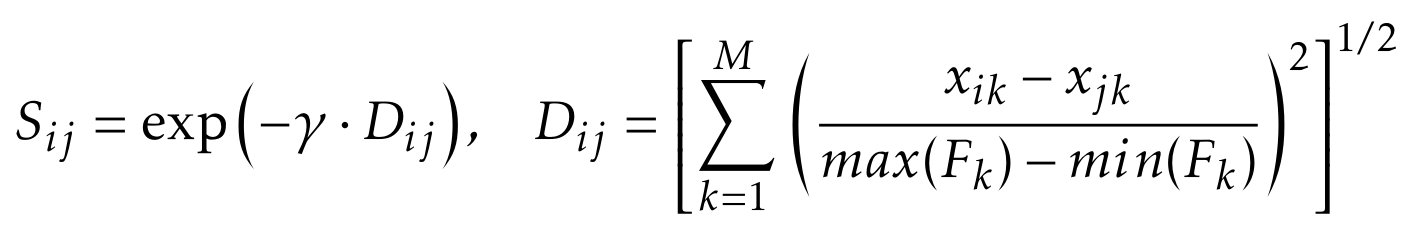 S_{ij} = \exp\left(-\gamma \cdot D_{ij}\right), \quad D_{ij} = \left[\sum_{k=1}^{M} \left(\frac{x_{ik} - x_{jk}}{max(F_k) - min(F_k)}\right)^2\right]^{1/2}